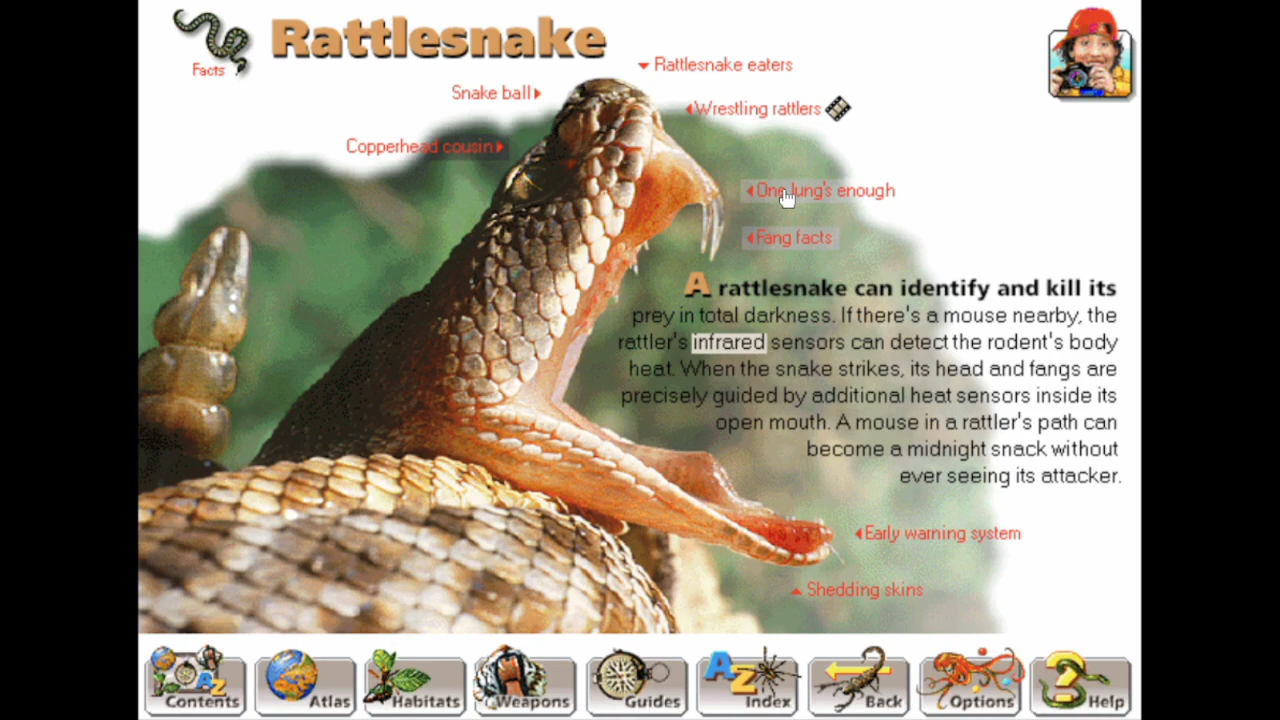 Rattlesnake
Facts
Rattlesnake eaters
Snake ball
Wrestling rattlers
Copperhead cousin
One lung's enough
Fang facts
A rattlesnake can identify and kill its
prey in total darkness. If there's a mouse nearby, the
rattler's infrared sensors can detect the rodent's body
heat. When the snake strikes, its head and fangs are
precisely guided by additional heat sensors inside its
open mouth. A mouse in a rattler's path can
become a midnight snack without
ever seeing its attacker.
Early warning system
Shedding skins
Contents
Atlas
Habitats
Weapons
Guides
AZ Index
Back
Options
? Help